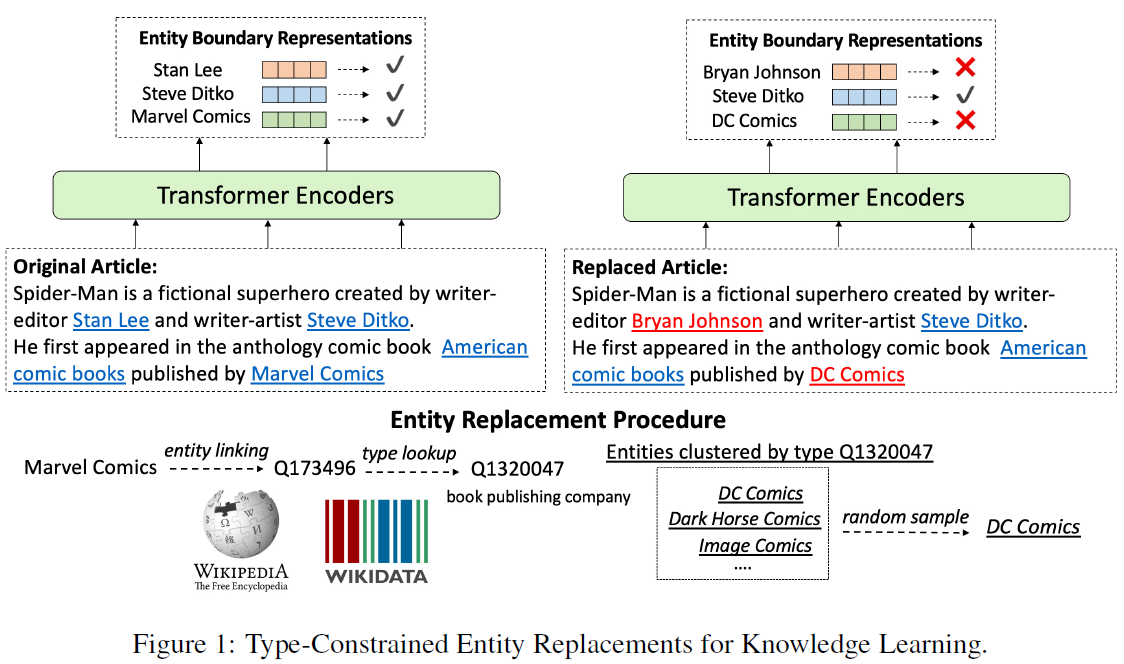 Entity Boundary Representations
Stan Lee
Steve Ditko
Marvel Comics
Transformer Encoders
Original Article:
Spider-Man is a fictional superhero created by writer-
editor Stan Lee and writer-artist Steve Ditko.
He first appeared in the anthology comic book American
comic books published by Marvel Comics
Entity Boundary Representations
Bryan Johnson
Steve Ditko
DC Comics
Transformer Encoders
Replaced Article:
Spider-Man is a fictional superhero created by writer-
editor Bryan Johnson and writer-artist Steve Ditko.
He first appeared in the anthology comic book American
comic books published by DC Comics
Entity Replacement Procedure
Marvel Comics
entity linking
Q173496
type lookup
Q1320047
book publishing company
WIKIPEDIA
The Free Encyclopedia
WIKIDATA
Entities clustered by type Q1320047
DC Comics
Dark Horse Comics
Image Comics
....
random sample
DC Comics
Figure 1: Type-Constrained Entity Replacements for Knowledge Learning.